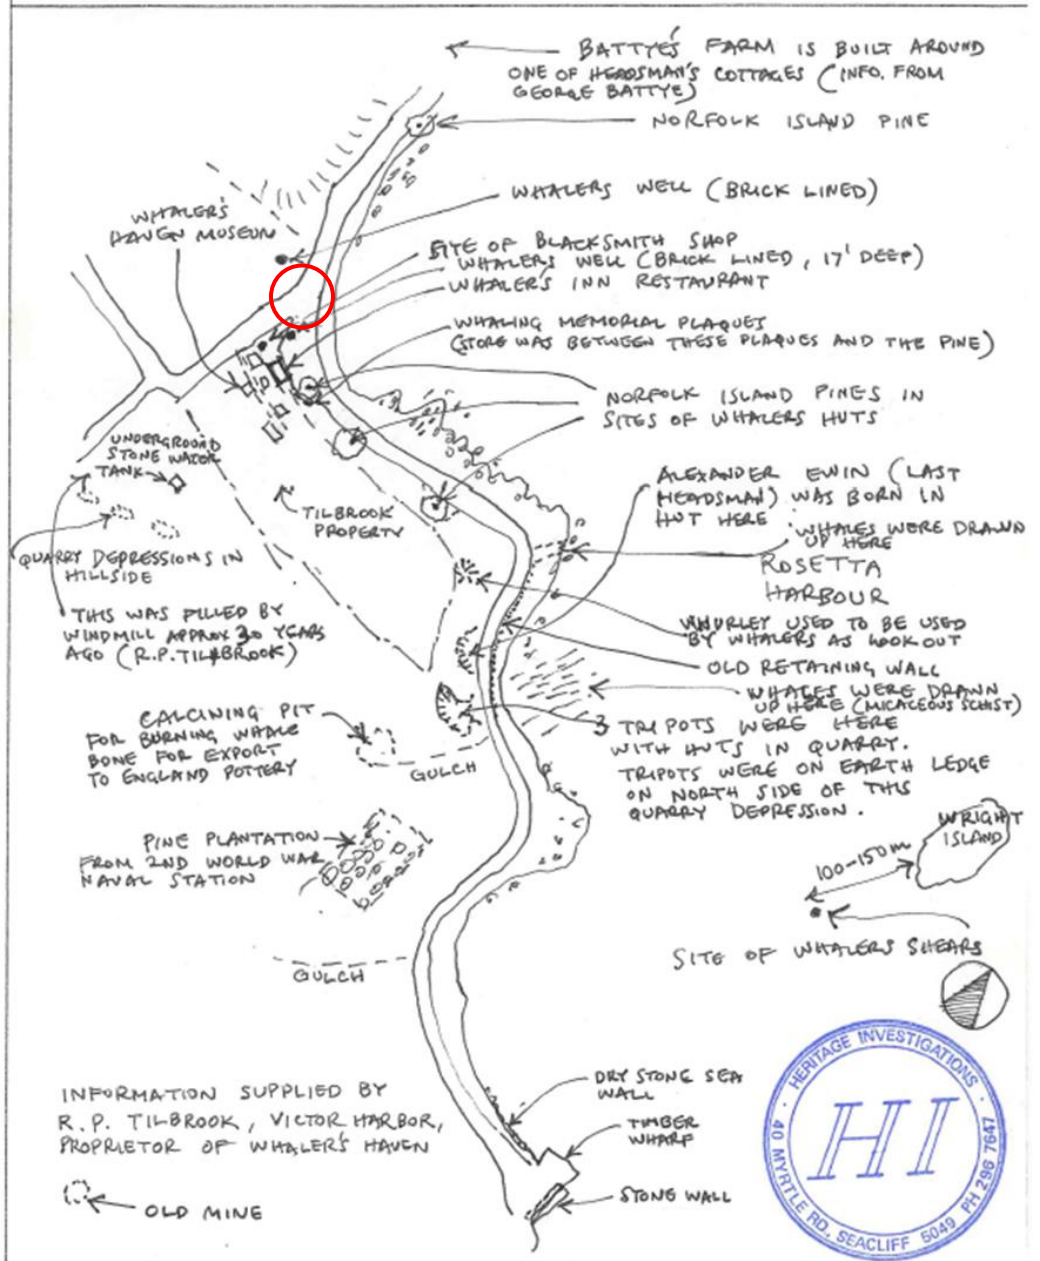 BATTYE'S FARM IS BUILT AROUND
ONE OF HEADSMAN'S COTTAGES (INFO. FROM
GEORGE BATTYE)
NORFOLK ISLAND PINE
WHALERS WELL (BRICK LINED)
WHALER'S
HAVEN MUSEUM
SITE OF BLACKSMITH SHOP
WHALERS WELL (BRICK LINED, 17' DEEP)
WHALER'S INN RESTAURANT
WHALING MEMORIAL PLAQUES
(STORE WAS BETWEEN THESE PLAQUES AND THE PINE)
NORFOLK ISLAND PINES IN
SITES OF WHALERS HUTS
UNDERGROUND
STONE WATER
TANK
TILBROOK
PROPERTY
ALEXANDER EWIN (LAST
HEADSMAN) WAS BORN IN
HUT HERE
WHALES WERE DRAWN
UP HERE
ROSETTA
HARBOUR
QUARRY DEPRESSIONS IN
HILLSIDE
THIS WAS FILLED BY
WINDMILL APPROX 30 YEARS
AGO (R.P. TILBROOK)
WHURLEY USED TO BE USED
BY WHALERS AS LOOKOUT
OLD RETAINING WALL
WHALES WERE DRAWN
UP HERE (MICACEOUS SCHIST)
3 TRIPOTS WERE HERE
WITH HUTS IN QUARRY.
TRIPOTS WERE ON EARTH LEDGE
ON NORTH SIDE OF THIS
QUARRY DEPRESSION.
CALCINING PIT
FOR BURNING WHALE
BONE FOR EXPORT
TO ENGLAND POTTERY
GULCH
PINE PLANTATION
FROM 2ND WORLD WAR
NAVAL STATION
WRIGHT
ISLAND
100-150m
SITE OF WHALERS SHEARS
GULCH
INFORMATION SUPPLIED BY
R. P. TILBROOK, VICTOR HARBOR,
PROPRIETOR OF WHALER'S HAVEN
OLD MINE
DRY STONE SEA
WALL
TIMBER
WHARF
STONE WALL
HERITAGE INVESTIGATIONS
HI
40 MYRTLE RD, SEACLIFF 5049 PH 296 7647